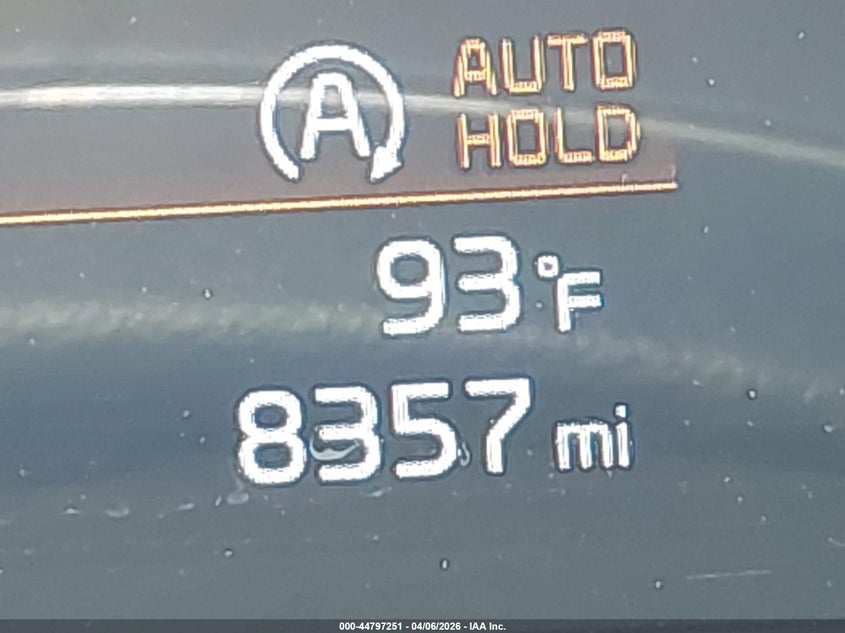 A AUTO
HOLD
93 °F
8357 mi
000-44797251 - 04/06/2026 - IAA Inc.